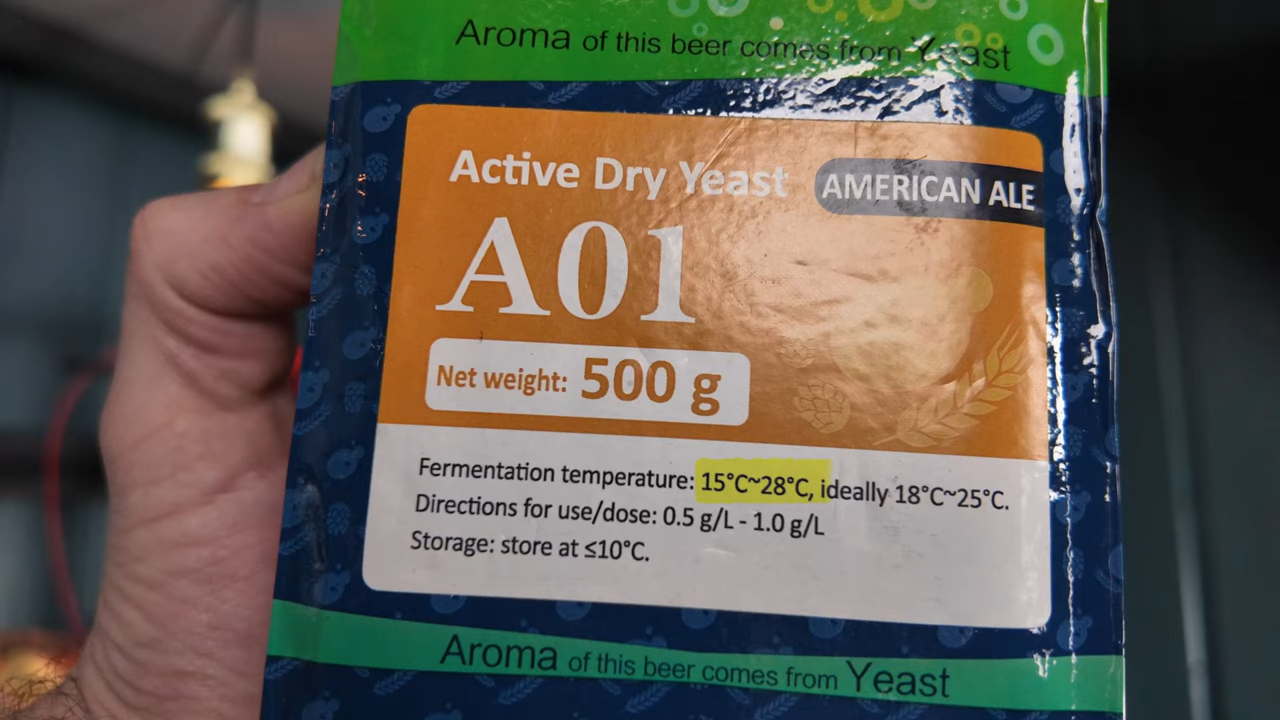 Aroma of this beer comes from Yeast
Active Dry Yeast
AMERICAN ALE
A01
Net weight: 500 g
Fermentation temperature: 15°C~28°C, ideally 18°C~25°C.
Directions for use/dose: 0.5 g/L - 1.0 g/L
Storage: store at ≤10°C.
Aroma of this beer comes from Yeast